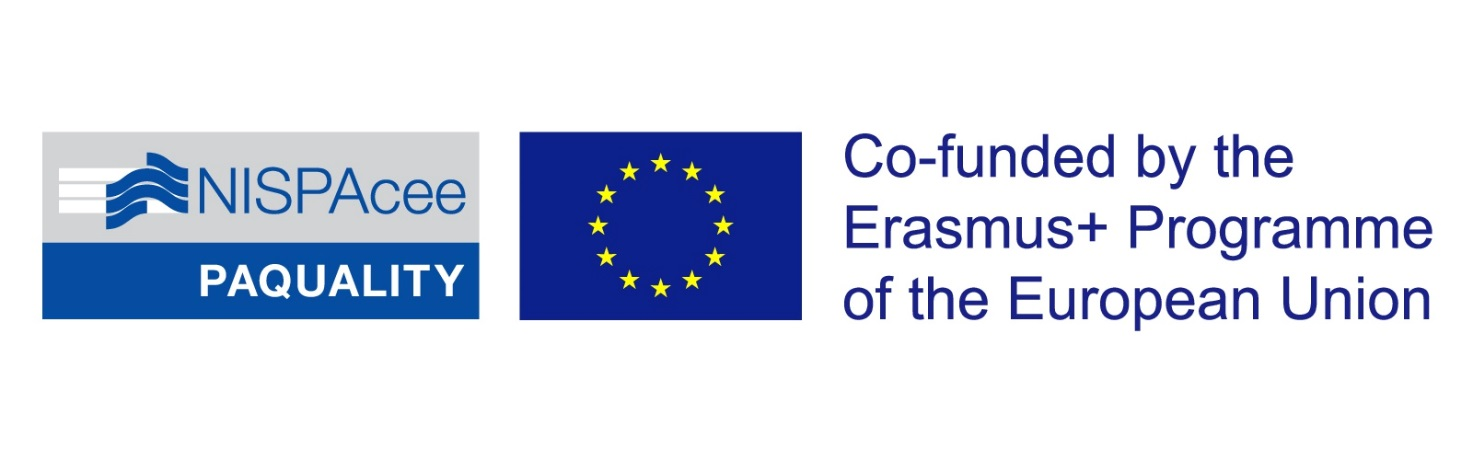 NISPAcee
PAQUALITY
Co-funded by the
Erasmus+ Programme
of the European Union